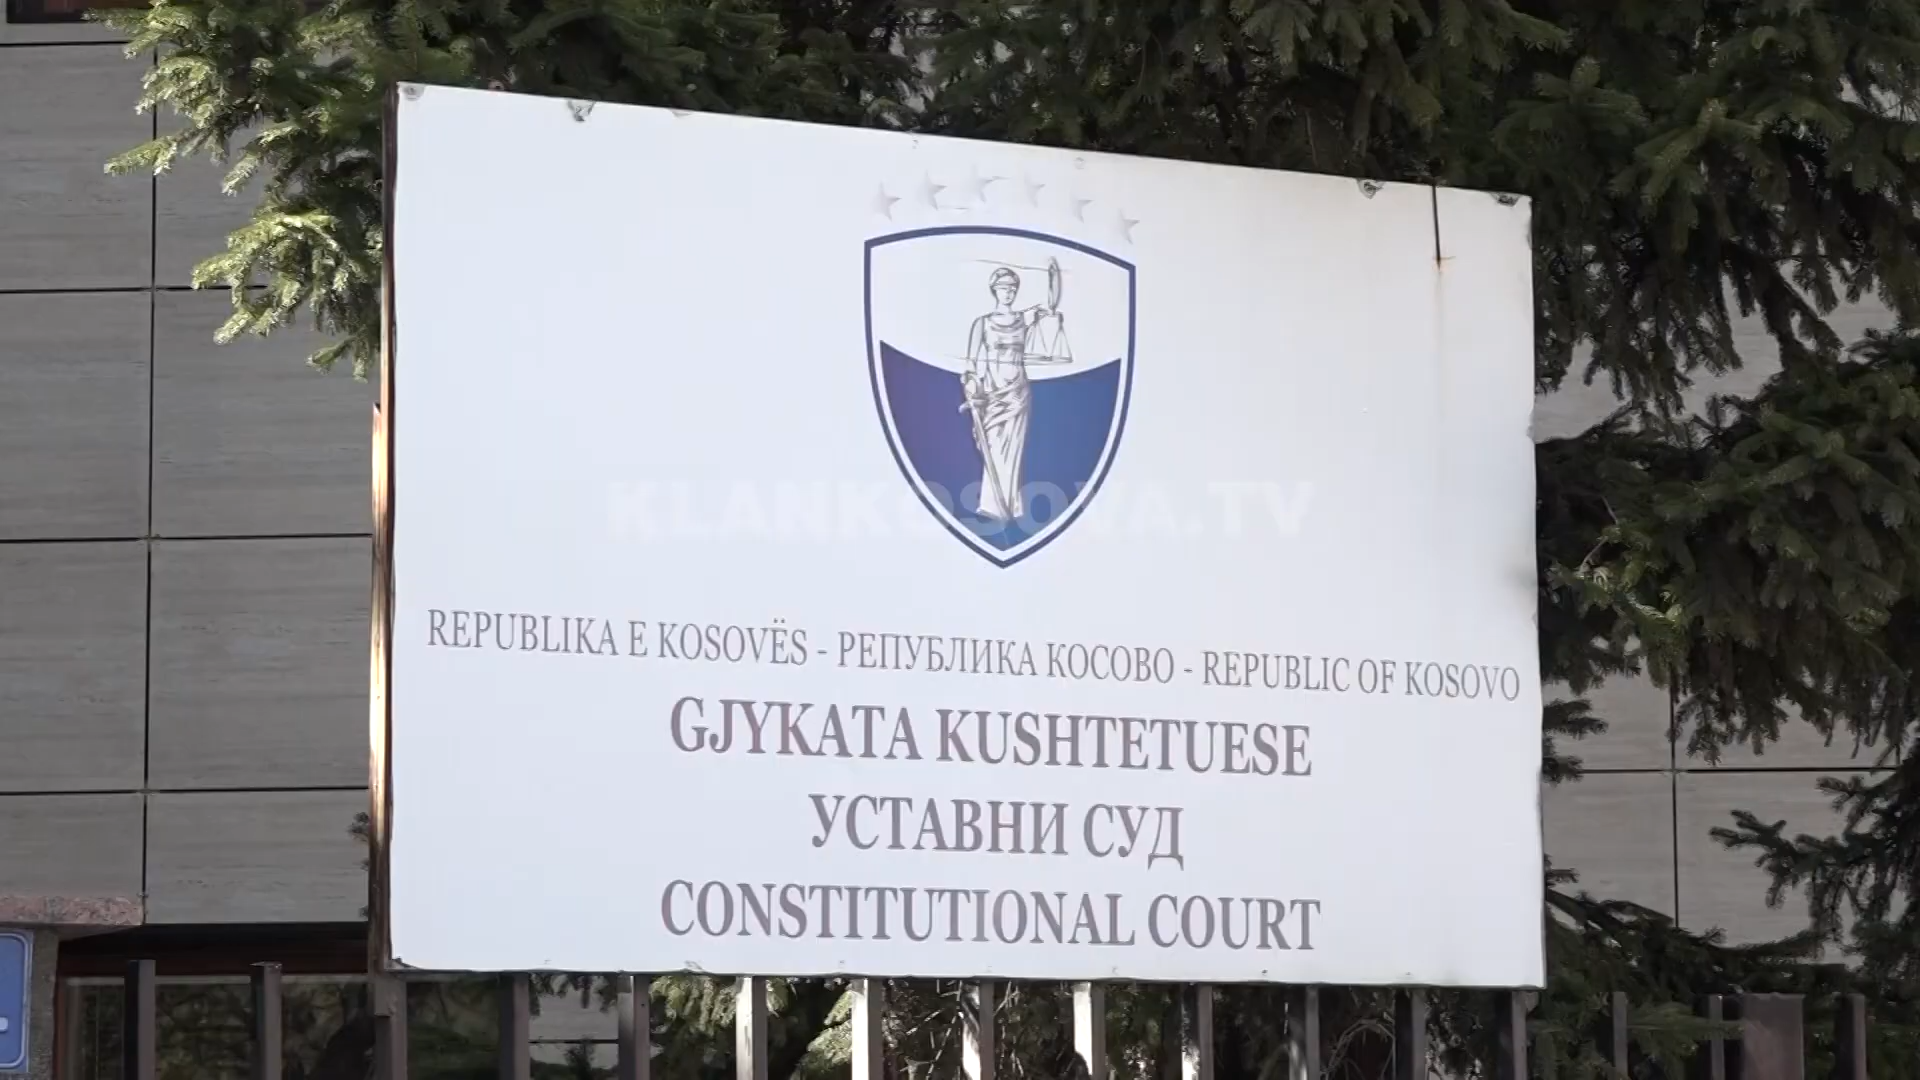 KLANKOSOVA.TV
REPUBLIKA E KOSOVËS - РЕПУБЛИКА КОСОВО - REPUBLIC OF KOSOVO
GJYKATA KUSHTETUESE
УСТАВНИ СУД
CONSTITUTIONAL COURT